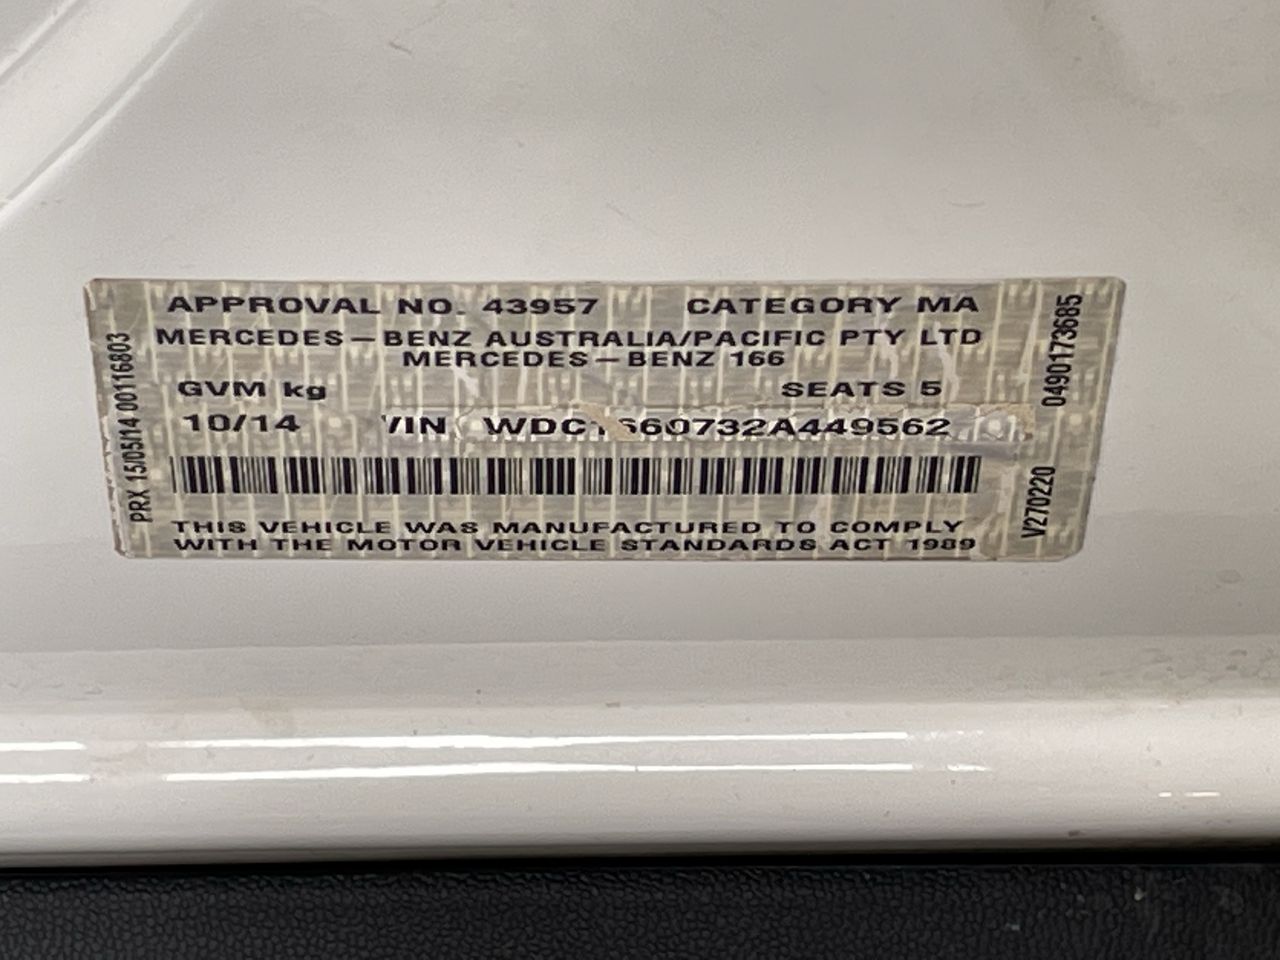 APPROVAL NO. 43957 CATEGORY MA
MERCEDES-BENZ AUSTRALIA/PACIFIC PTY LTD
MERCEDES-BENZ 166
GVM kg SEATS 5
10/14 VIN WDC1660732A449562
THIS VEHICLE WAS MANUFACTURED TO COMPLY
WITH THE MOTOR VEHICLE STANDARDS ACT 1989
PRX 15/05/14 00116803
0490173685
V270220